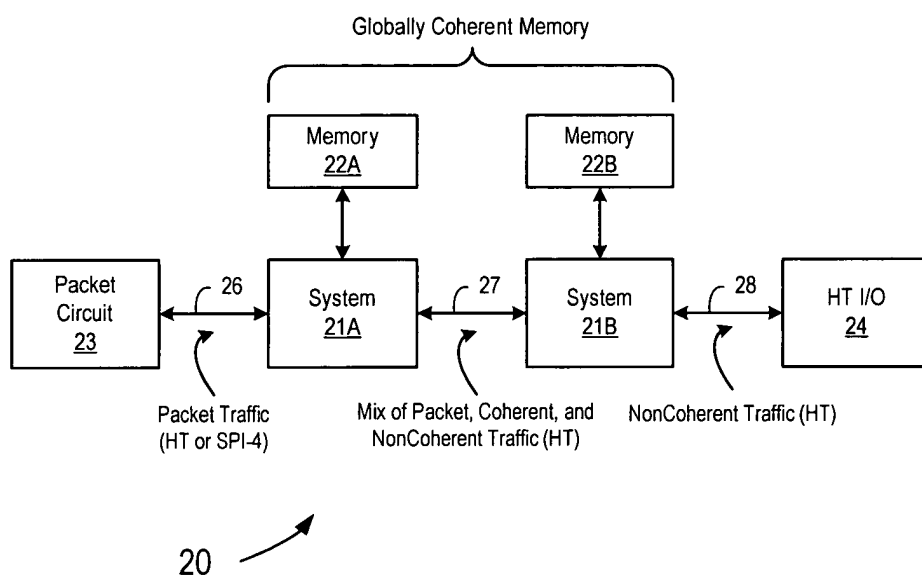 Globally Coherent Memory
Memory
22A
Memory
22B
Packet
Circuit
23
26
System
21A
27
System
21B
28
HT I/O
24
Packet Traffic
(HT or SPI-4)
Mix of Packet, Coherent, and
NonCoherent Traffic (HT)
NonCoherent Traffic (HT)
20